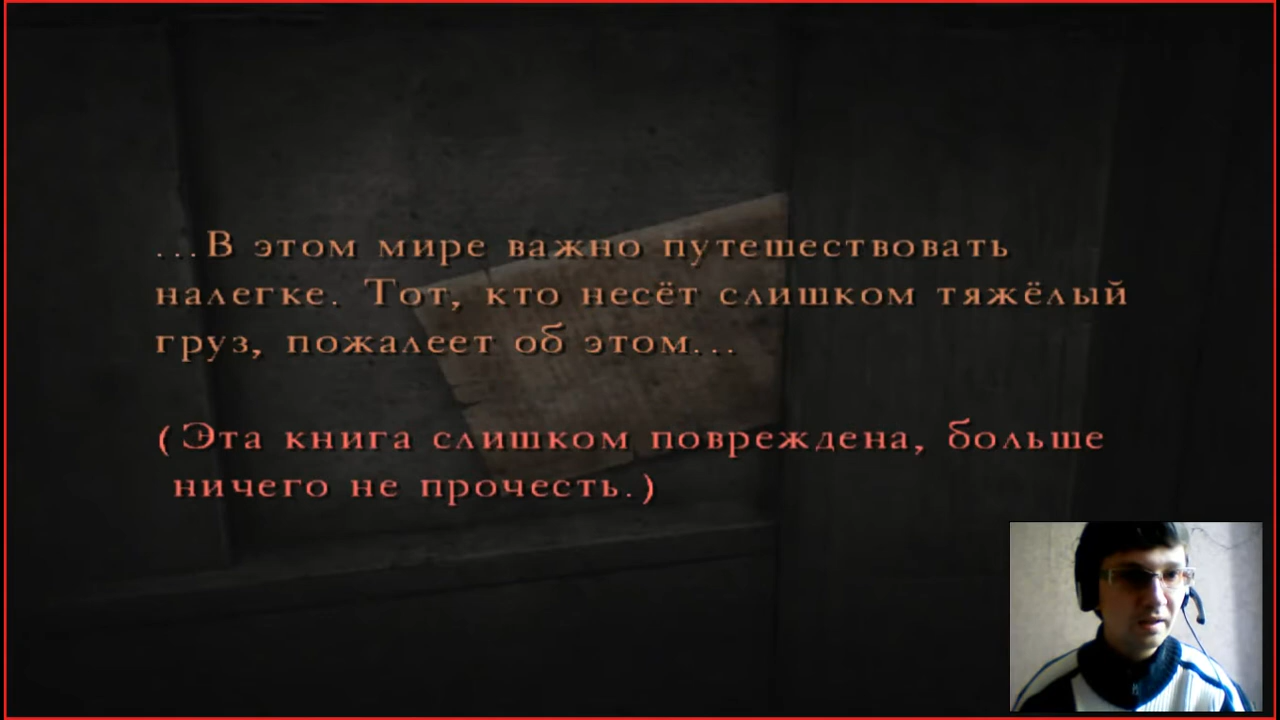 ...В этом мире важно путешествовать
налегке. Тот, кто несёт слишком тяжёлый
груз, пожалеет об этом...
(Эта книга слишком повреждена, больше
ничего не прочесть.)